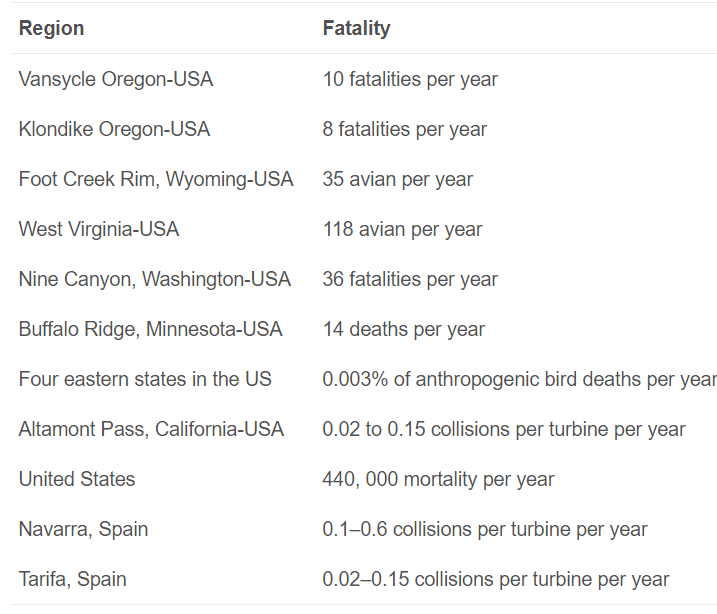 Region Fatality
Vansycle Oregon-USA 10 fatalities per year
Klondike Oregon-USA 8 fatalities per year
Foot Creek Rim, Wyoming-USA 35 avian per year
West Virginia-USA 118 avian per year
Nine Canyon, Washington-USA 36 fatalities per year
Buffalo Ridge, Minnesota-USA 14 deaths per year
Four eastern states in the US 0.003% of anthropogenic bird deaths per year
Altamont Pass, California-USA 0.02 to 0.15 collisions per turbine per year
United States 440, 000 mortality per year
Navarra, Spain 0.1–0.6 collisions per turbine per year
Tarifa, Spain 0.02–0.15 collisions per turbine per year